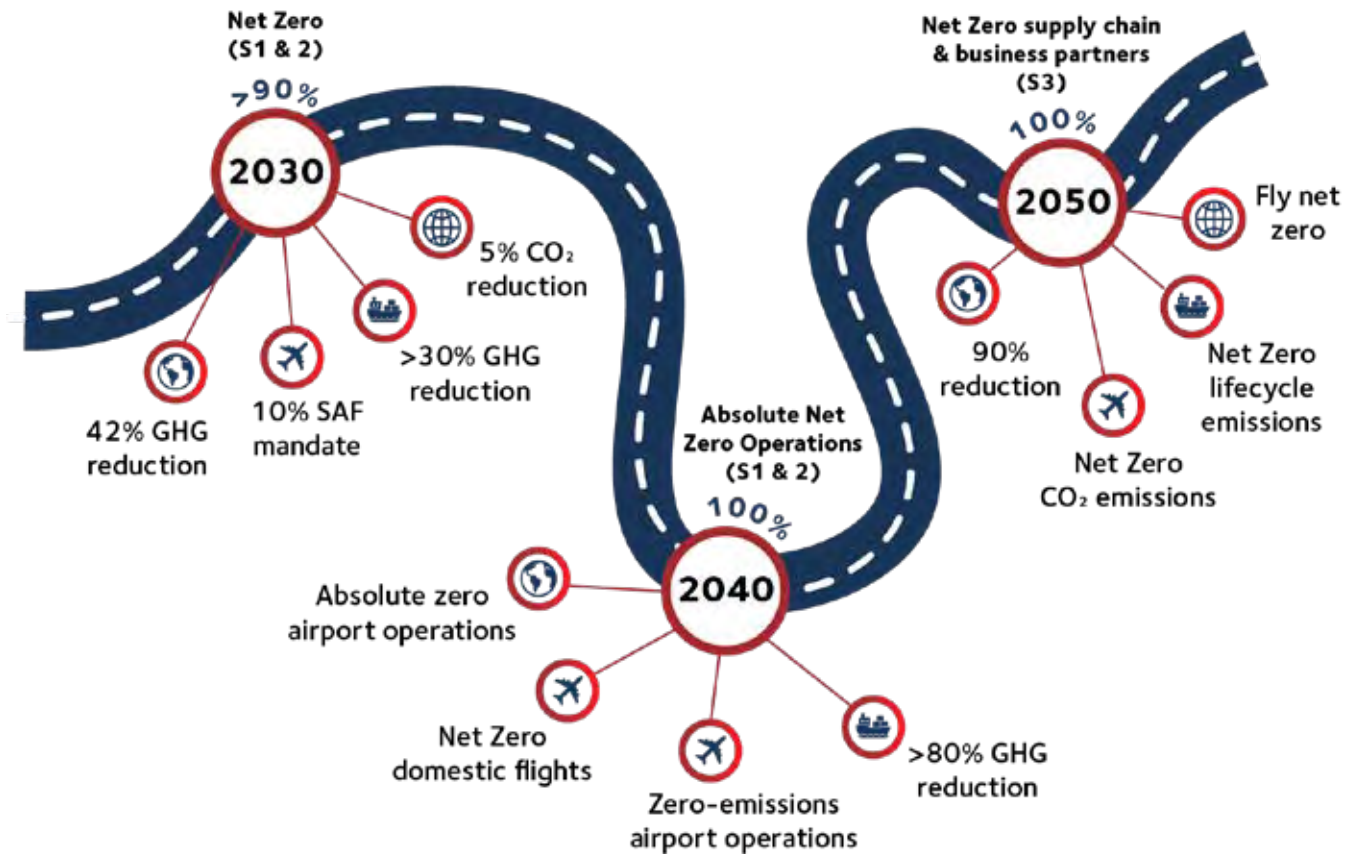 Net Zero
(S1 & 2)
>90%
2030
5% CO₂
reduction
>30% GHG
reduction
10% SAF
mandate
42% GHG
reduction
Absolute Net
Zero Operations
(S1 & 2)
100%
2040
Absolute zero
airport operations
Net Zero
domestic flights
Zero-emissions
airport operations
>80% GHG
reduction
Net Zero supply chain
& business partners
(S3)
100%
2050
Fly net
zero
90%
reduction
Net Zero
lifecycle
emissions
Net Zero
CO₂ emissions